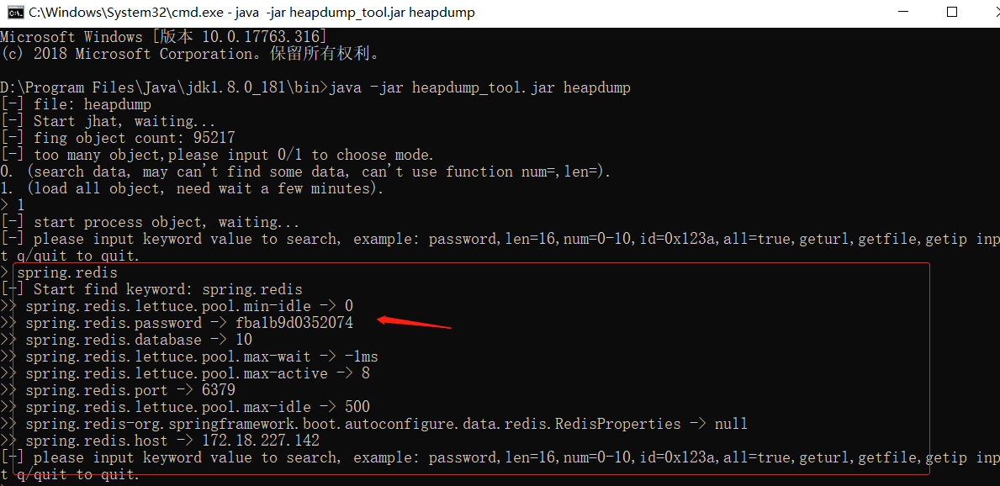 C:\Windows\System32\cmd.exe - java -jar heapdump_tool.jar heapdump
Microsoft Windows [版本 10.0.17763.316]
(c) 2018 Microsoft Corporation。保留所有权利。
D:\Program Files\Java\jdk1.8.0_181\bin>java -jar heapdump_tool.jar heapdump
[-] file: heapdump
[-] Start jhat, waiting...
[-] fing object count: 95217
[-] too many object,please input 0/1 to choose mode.
0. (search data, may can't find some data, can't use function num=,len=).
1. (load all object, need wait a few minutes).
> 1
[-] start process object, waiting...
[-] please input keyword value to search, example: password,len=16,num=0-10,id=0x123a,all=true,geturl,getfile,getip inp
t q/quit to quit.
> spring.redis
[-] Start find keyword: spring.redis
>> spring.redis.lettuce.pool.min-idle -> 0
>> spring.redis.password -> fba1b9d0352074
>> spring.redis.database -> 10
>> spring.redis.lettuce.pool.max-wait -> -1ms
>> spring.redis.lettuce.pool.max-active -> 8
>> spring.redis.port -> 6379
>> spring.redis.lettuce.pool.max-idle -> 500
>> spring.redis-org.springframework.boot.autoconfigure.data.redis.RedisProperties -> null
>> spring.redis.host -> 172.18.227.142
[-] please input keyword value to search, example: password,len=16,num=0-10,id=0x123a,all=true,geturl,getfile,getip inp
t q/quit to quit.